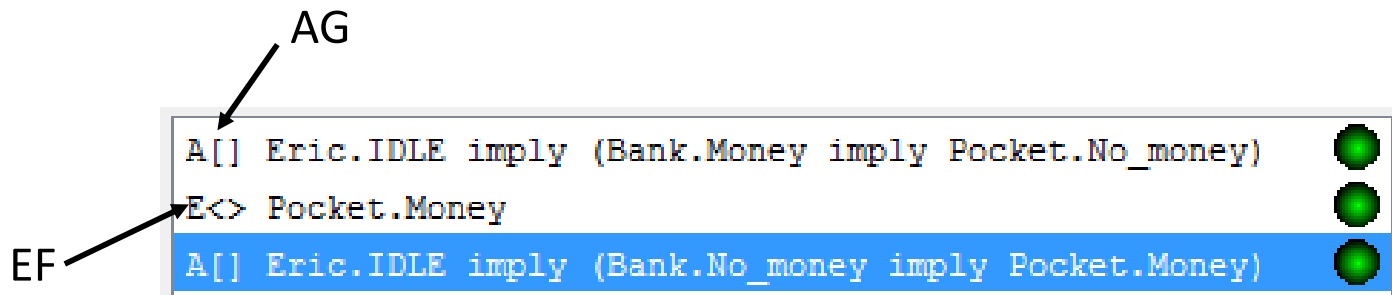 AG
A[] Eric.IDLE imply (Bank.Money imply Pocket.No_money)
E<> Pocket.Money
EF
A[] Eric.IDLE imply (Bank.No_money imply Pocket.Money)